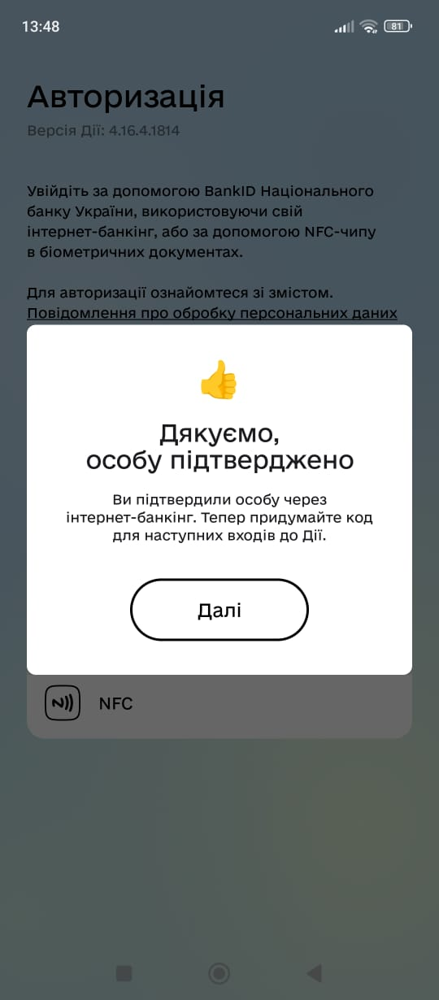 13:48
81
Авторизація
Версія Дії: 4.16.4.1814
Увійдіть за допомогою BankID Національного
банку України, використовуючи свій
інтернет-банкінг, або за допомогою NFC-чипу
в біометричних документах.
Для авторизації ознайомтеся зі змістом.
Повідомлення про обробку персональних даних
Дякуємо,
особу підтверджено
Ви підтвердили особу через
інтернет-банкінг. Тепер придумайте код
для наступних входів до Дії.
Далі
NFC